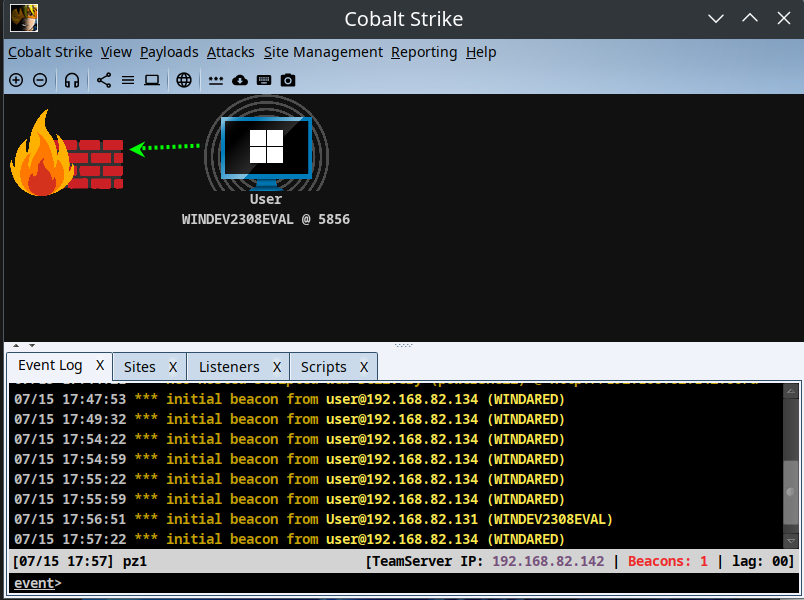 Cobalt Strike
Cobalt Strike View Payloads Attacks Site Management Reporting Help
User
WINDEV2308EVAL @ 5856
Event Log X Sites X Listeners X Scripts X
07/15 17:47:53 *** initial beacon from user@192.168.82.134 (WINDARED)
07/15 17:49:32 *** initial beacon from user@192.168.82.134 (WINDARED)
07/15 17:54:22 *** initial beacon from user@192.168.82.134 (WINDARED)
07/15 17:54:59 *** initial beacon from user@192.168.82.134 (WINDARED)
07/15 17:55:22 *** initial beacon from user@192.168.82.134 (WINDARED)
07/15 17:55:59 *** initial beacon from user@192.168.82.134 (WINDARED)
07/15 17:56:51 *** initial beacon from user@192.168.82.131 (WINDEV2308EVAL)
07/15 17:57:22 *** initial beacon from user@192.168.82.134 (WINDARED)
[07/15 17:57] pz1 [TeamServer IP: 192.168.82.142 | Beacons: 1 | lag: 00]
event>